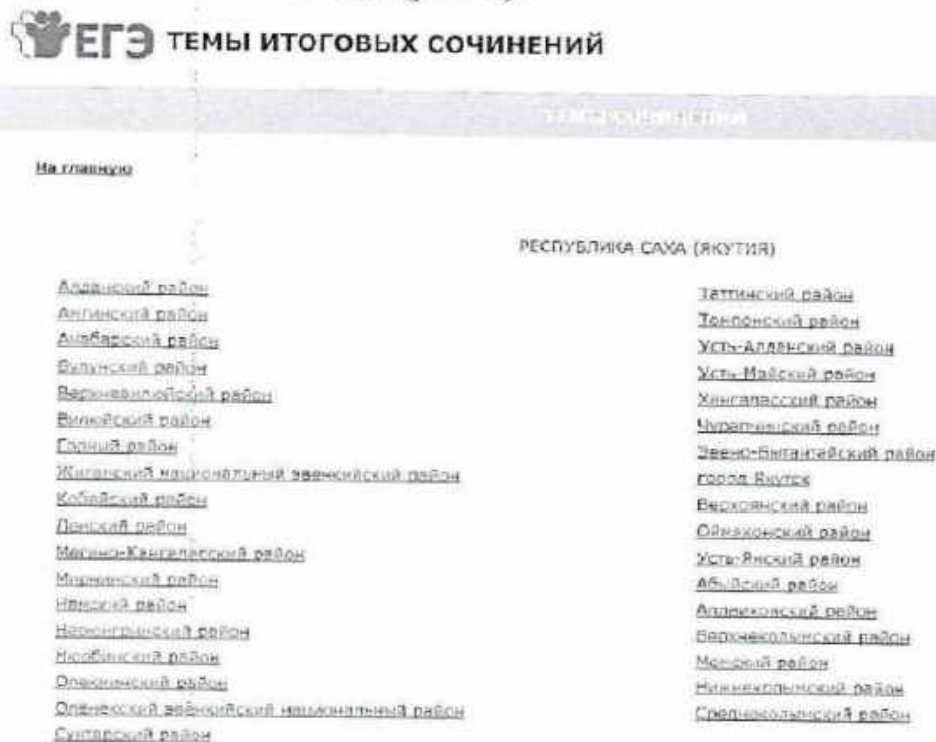 ЕГЭ ТЕМЫ ИТОГОВЫХ СОЧИНЕНИЙ
ТЕМЫ СОЧИНЕНИЙ
На главную
РЕСПУБЛИКА САХА (ЯКУТИЯ)
Алданский район
Амгинский район
Анабарский район
Булунский район
Верхневилюйский район
Вилюйский район
Горный район
Жиганский национальный эвенкийский район
Кобяйский район
Ленский район
Мегино-Кангаласский район
Мирнинский район
Намский район
Нерюнгринский район
Нюрбинский район
Олекминский район
Оленекский эвенкийский национальный район
Сунтарский район
Таттинский район
Томпонский район
Усть-Алданский район
Усть-Майский район
Хангаласский район
Чурапчинский район
Эвено-Бытантайский район
город Якутск
Верхоянский район
Оймяконский район
Усть-Янский район
Абыйский район
Аллаиховский район
Верхнеколымский район
Момский район
Нижнеколымский район
Среднеколымский район